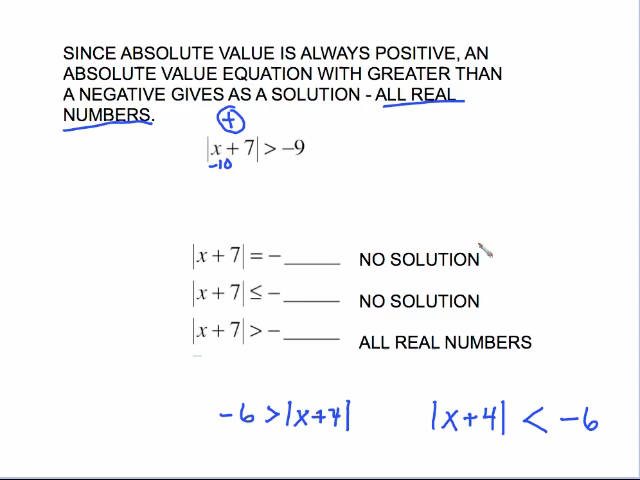 SINCE ABSOLUTE VALUE IS ALWAYS POSITIVE, AN
ABSOLUTE VALUE EQUATION WITH GREATER THAN
A NEGATIVE GIVES AS A SOLUTION - ALL REAL
NUMBERS.
+
|x + 7| > −9
−10
|x + 7| = −_____ NO SOLUTION
|x + 7| ≤ −_____ NO SOLUTION
|x + 7| > −_____ ALL REAL NUMBERS
−6 > |x+4| |x+4| < −6